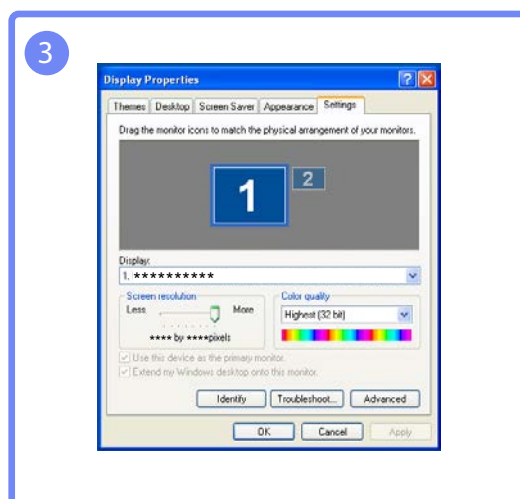 3
Display Properties
Themes Desktop Screen Saver Appearance Settings
Drag the monitor icons to match the physical arrangement of your monitors.
1 2
Display:
1. **********
Screen resolution
Less More
**** by ****pixels
Color quality
Highest (32 bit)
Use this device as the primary monitor.
Extend my Windows desktop onto this monitor.
Identify Troubleshoot... Advanced
OK Cancel Apply